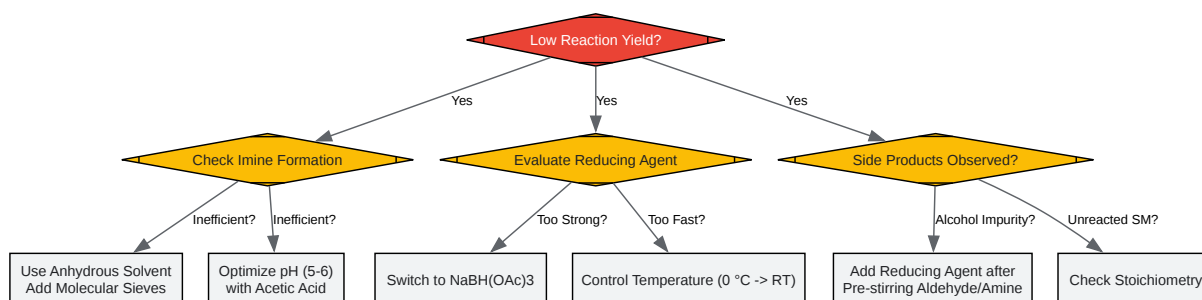 Low Reaction Yield?
Yes
Yes
Yes
Check Imine Formation
Evaluate Reducing Agent
Side Products Observed?
Inefficient?
Inefficient?
Too Strong?
Too Fast?
Alcohol Impurity?
Unreacted SM?
Use Anhydrous Solvent
Add Molecular Sieves
Optimize pH (5-6)
with Acetic Acid
Switch to NaBH(OAc)3
Control Temperature (0 °C -> RT)
Add Reducing Agent after
Pre-stirring Aldehyde/Amine
Check Stoichiometry